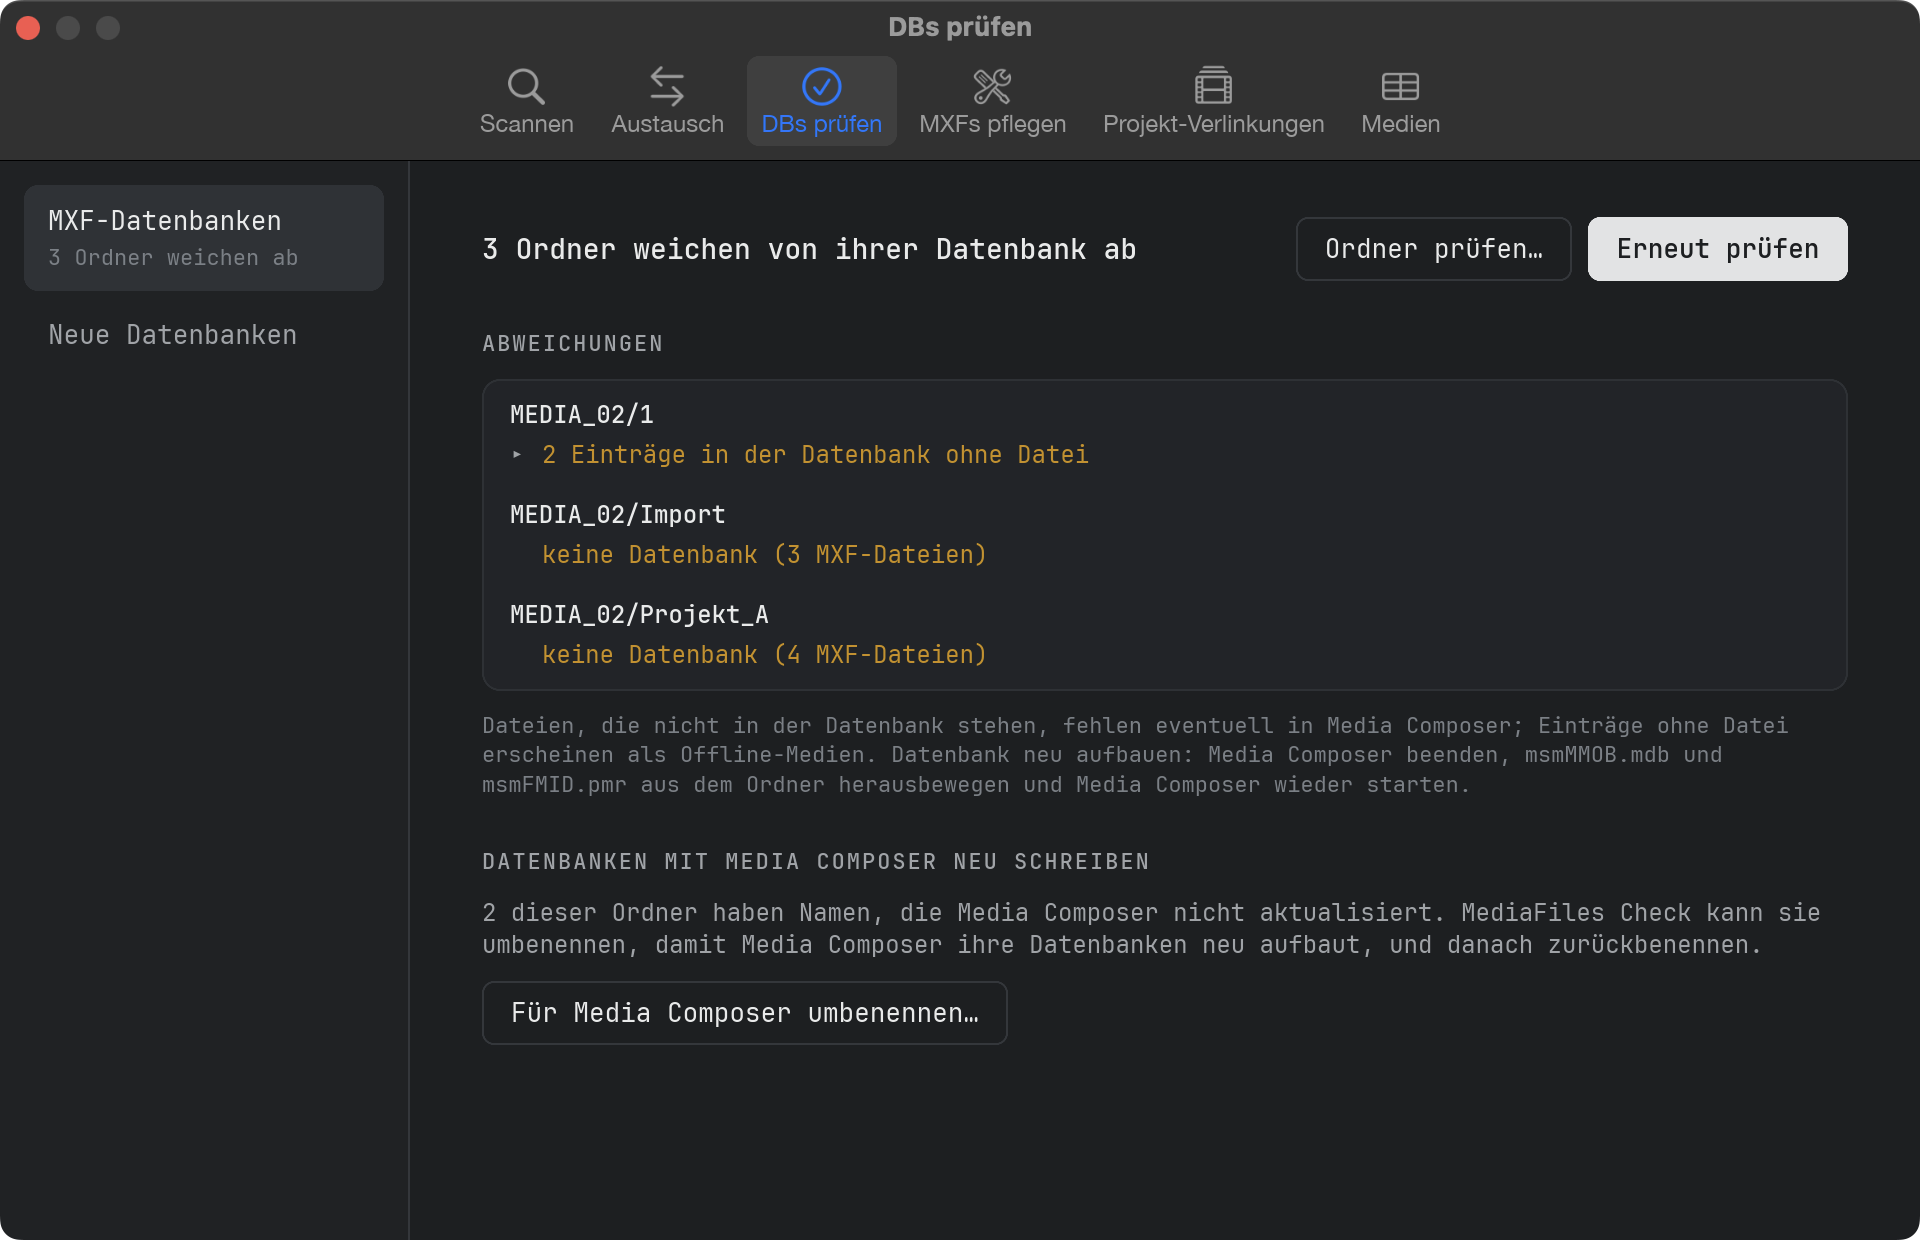 DBs prüfen
Scannen
Austausch
DBs prüfen
MXFs pflegen
Projekt-Verlinkungen
Medien
MXF-Datenbanken
3 Ordner weichen ab
Neue Datenbanken
3 Ordner weichen von ihrer Datenbank ab
Ordner prüfen…
Erneut prüfen
ABWEICHUNGEN
MEDIA_02/1
▸ 2 Einträge in der Datenbank ohne Datei
MEDIA_02/Import
keine Datenbank (3 MXF-Dateien)
MEDIA_02/Projekt_A
keine Datenbank (4 MXF-Dateien)
Dateien, die nicht in der Datenbank stehen, fehlen eventuell in Media Composer; Einträge ohne Datei
erscheinen als Offline-Medien. Datenbank neu aufbauen: Media Composer beenden, msmMMOB.mdb und
msmFMID.pmr aus dem Ordner herausbewegen und Media Composer wieder starten.
DATENBANKEN MIT MEDIA COMPOSER NEU SCHREIBEN
2 dieser Ordner haben Namen, die Media Composer nicht aktualisiert. MediaFiles Check kann sie
umbenennen, damit Media Composer ihre Datenbanken neu aufbaut, und danach zurückbenennen.
Für Media Composer umbenennen…